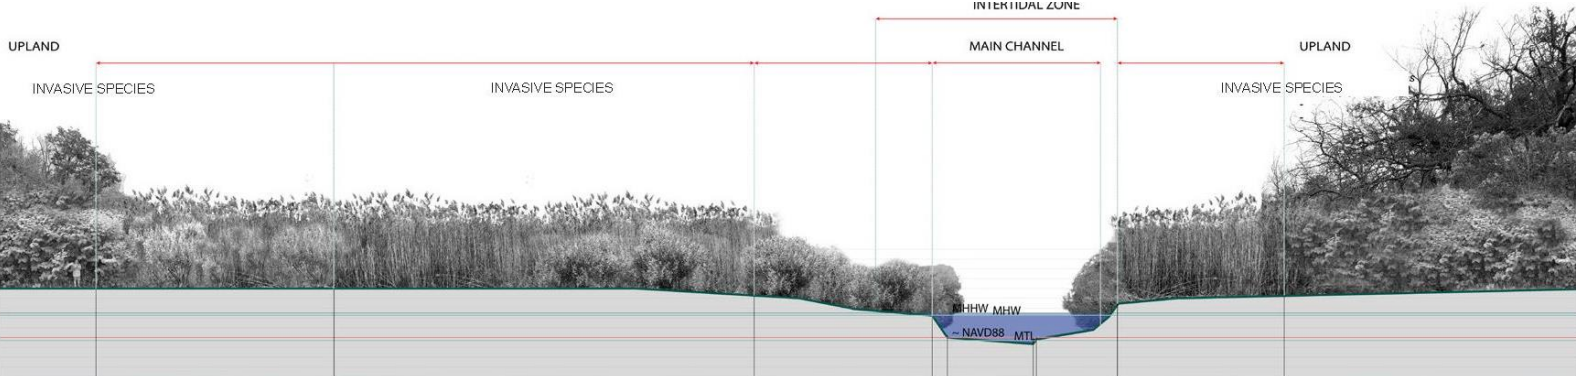 INTERTIDAL ZONE
UPLAND
MAIN CHANNEL
UPLAND
INVASIVE SPECIES
INVASIVE SPECIES
INVASIVE SPECIES
MHHW
MHW
~ NAVD88
MTL